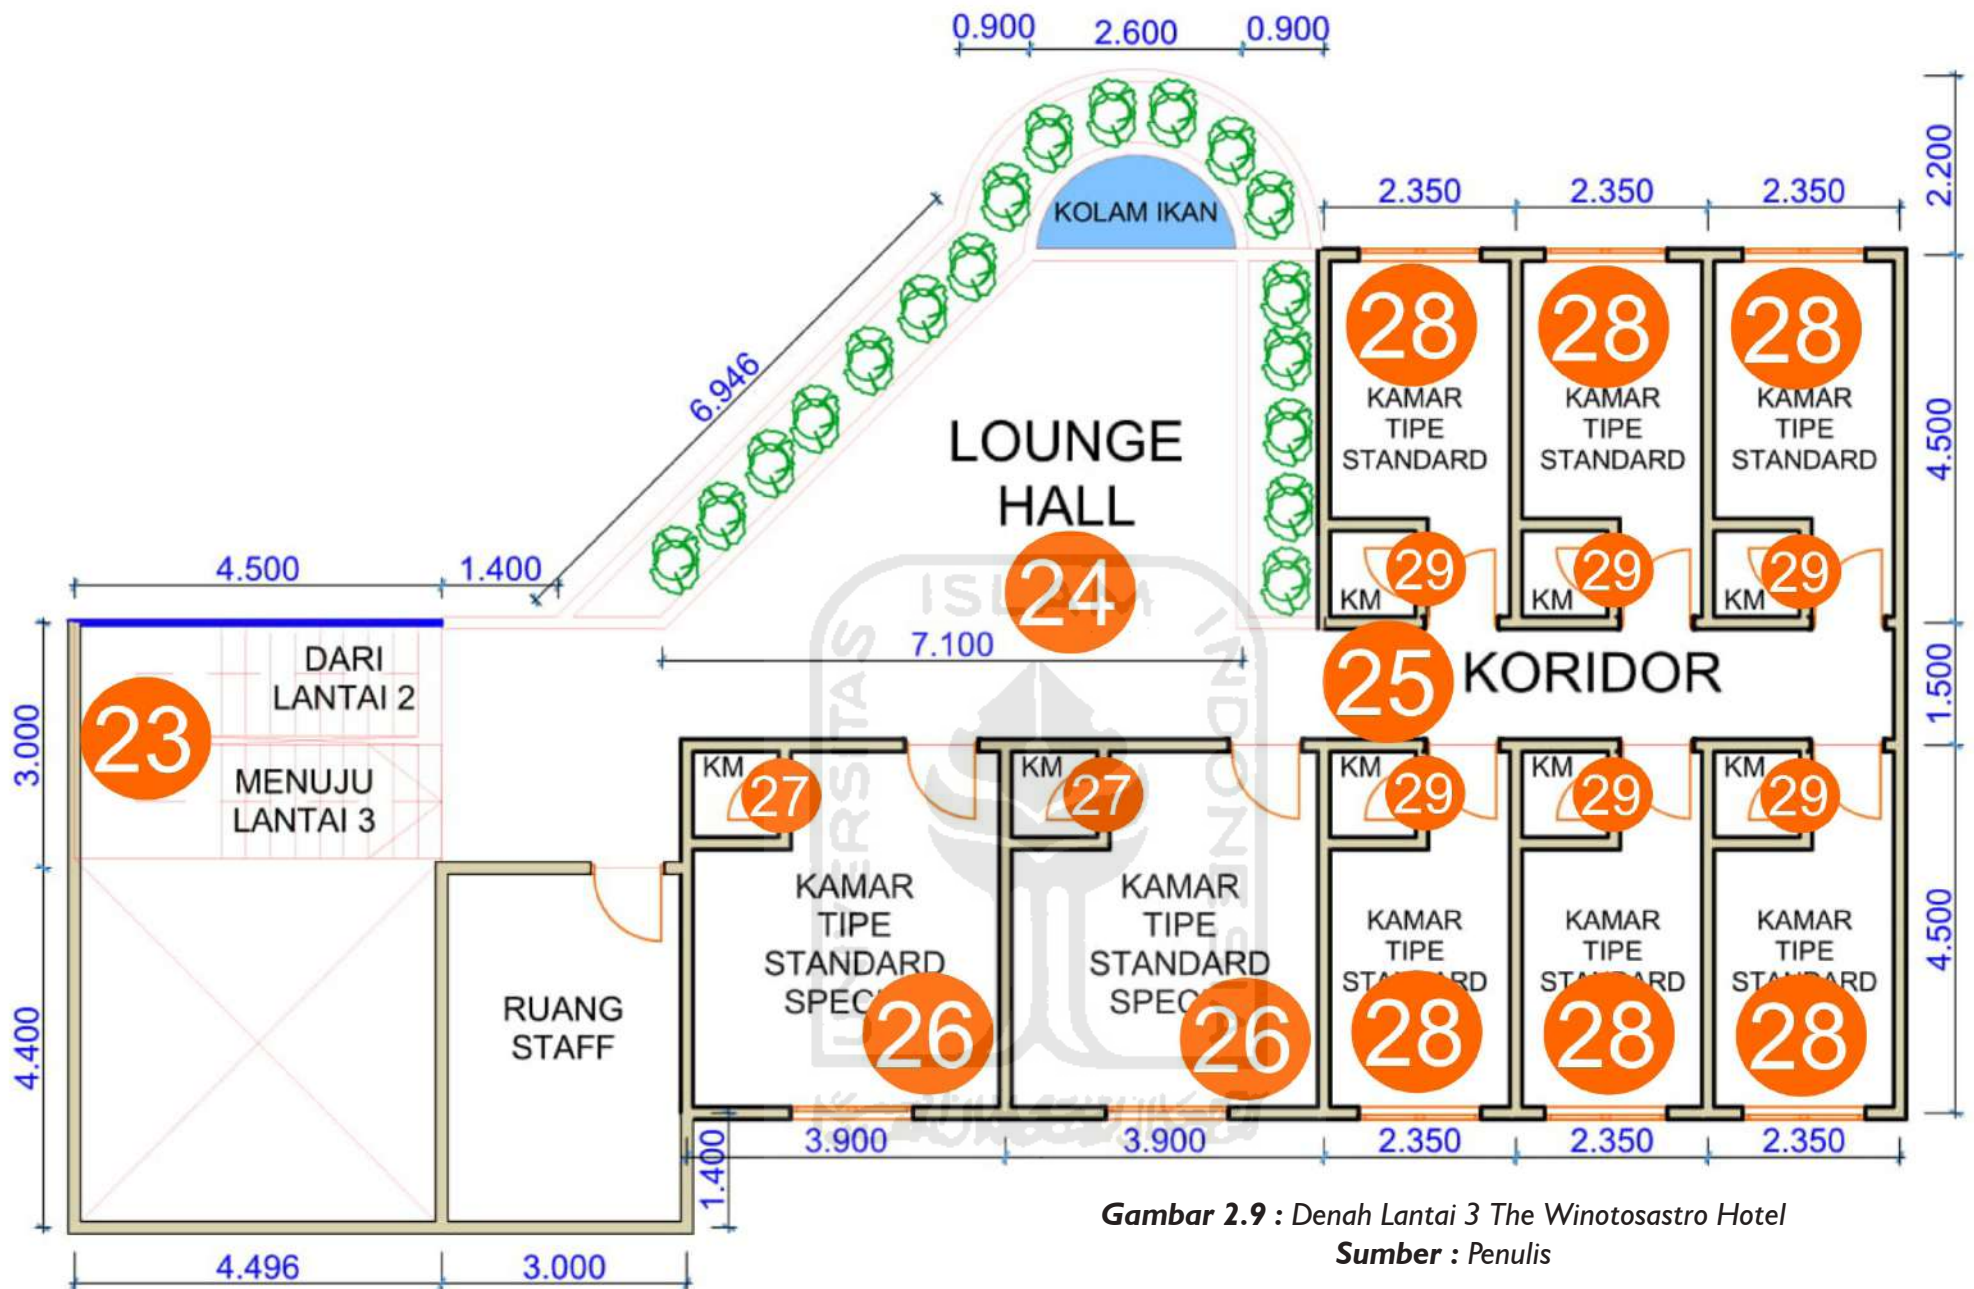 0.900 2.600 0.900
2.200
2.350 2.350 2.350
KOLAM IKAN
28 28 28
KAMAR TIPE STANDARD
KAMAR TIPE STANDARD
KAMAR TIPE STANDARD
4.500
6.946
LOUNGE
HALL
24
29 29 29
KM KM KM
4.500 1.400
ISLAM
UNIVERSITAS
INDONESIA
7.100
25 KORIDOR
1.500
DARI
LANTAI 2
23
MENUJU
LANTAI 3
3.000
KM KM KM KM KM
27 27 29 29 29
KAMAR
TIPE
STANDARD
26
KAMAR
TIPE
STANDARD
26
KAMAR
TIPE
28
KAMAR
TIPE
28
KAMAR
TIPE
28
4.500
RUANG
STAFF
4.400
3.900 3.900 2.350 2.350 2.350
1.400
4.496 3.000
Gambar 2.9 : Denah Lantai 3 The Winotosastro Hotel
Sumber : Penulis